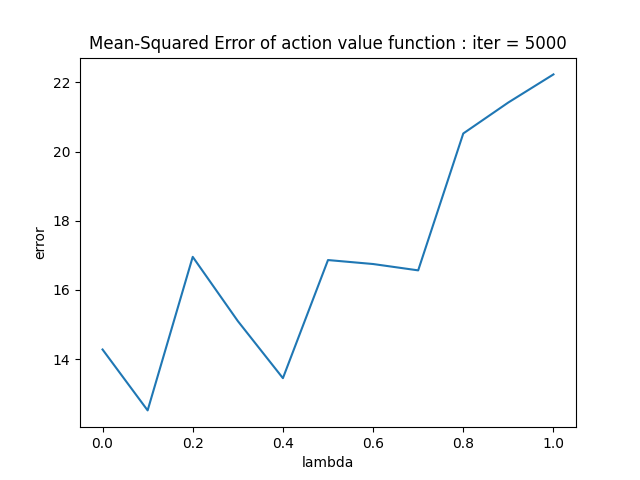 Mean-Squared Error of action value function : iter = 5000
22
20
18
16
14
error
0.0 0.2 0.4 0.6 0.8 1.0
lambda